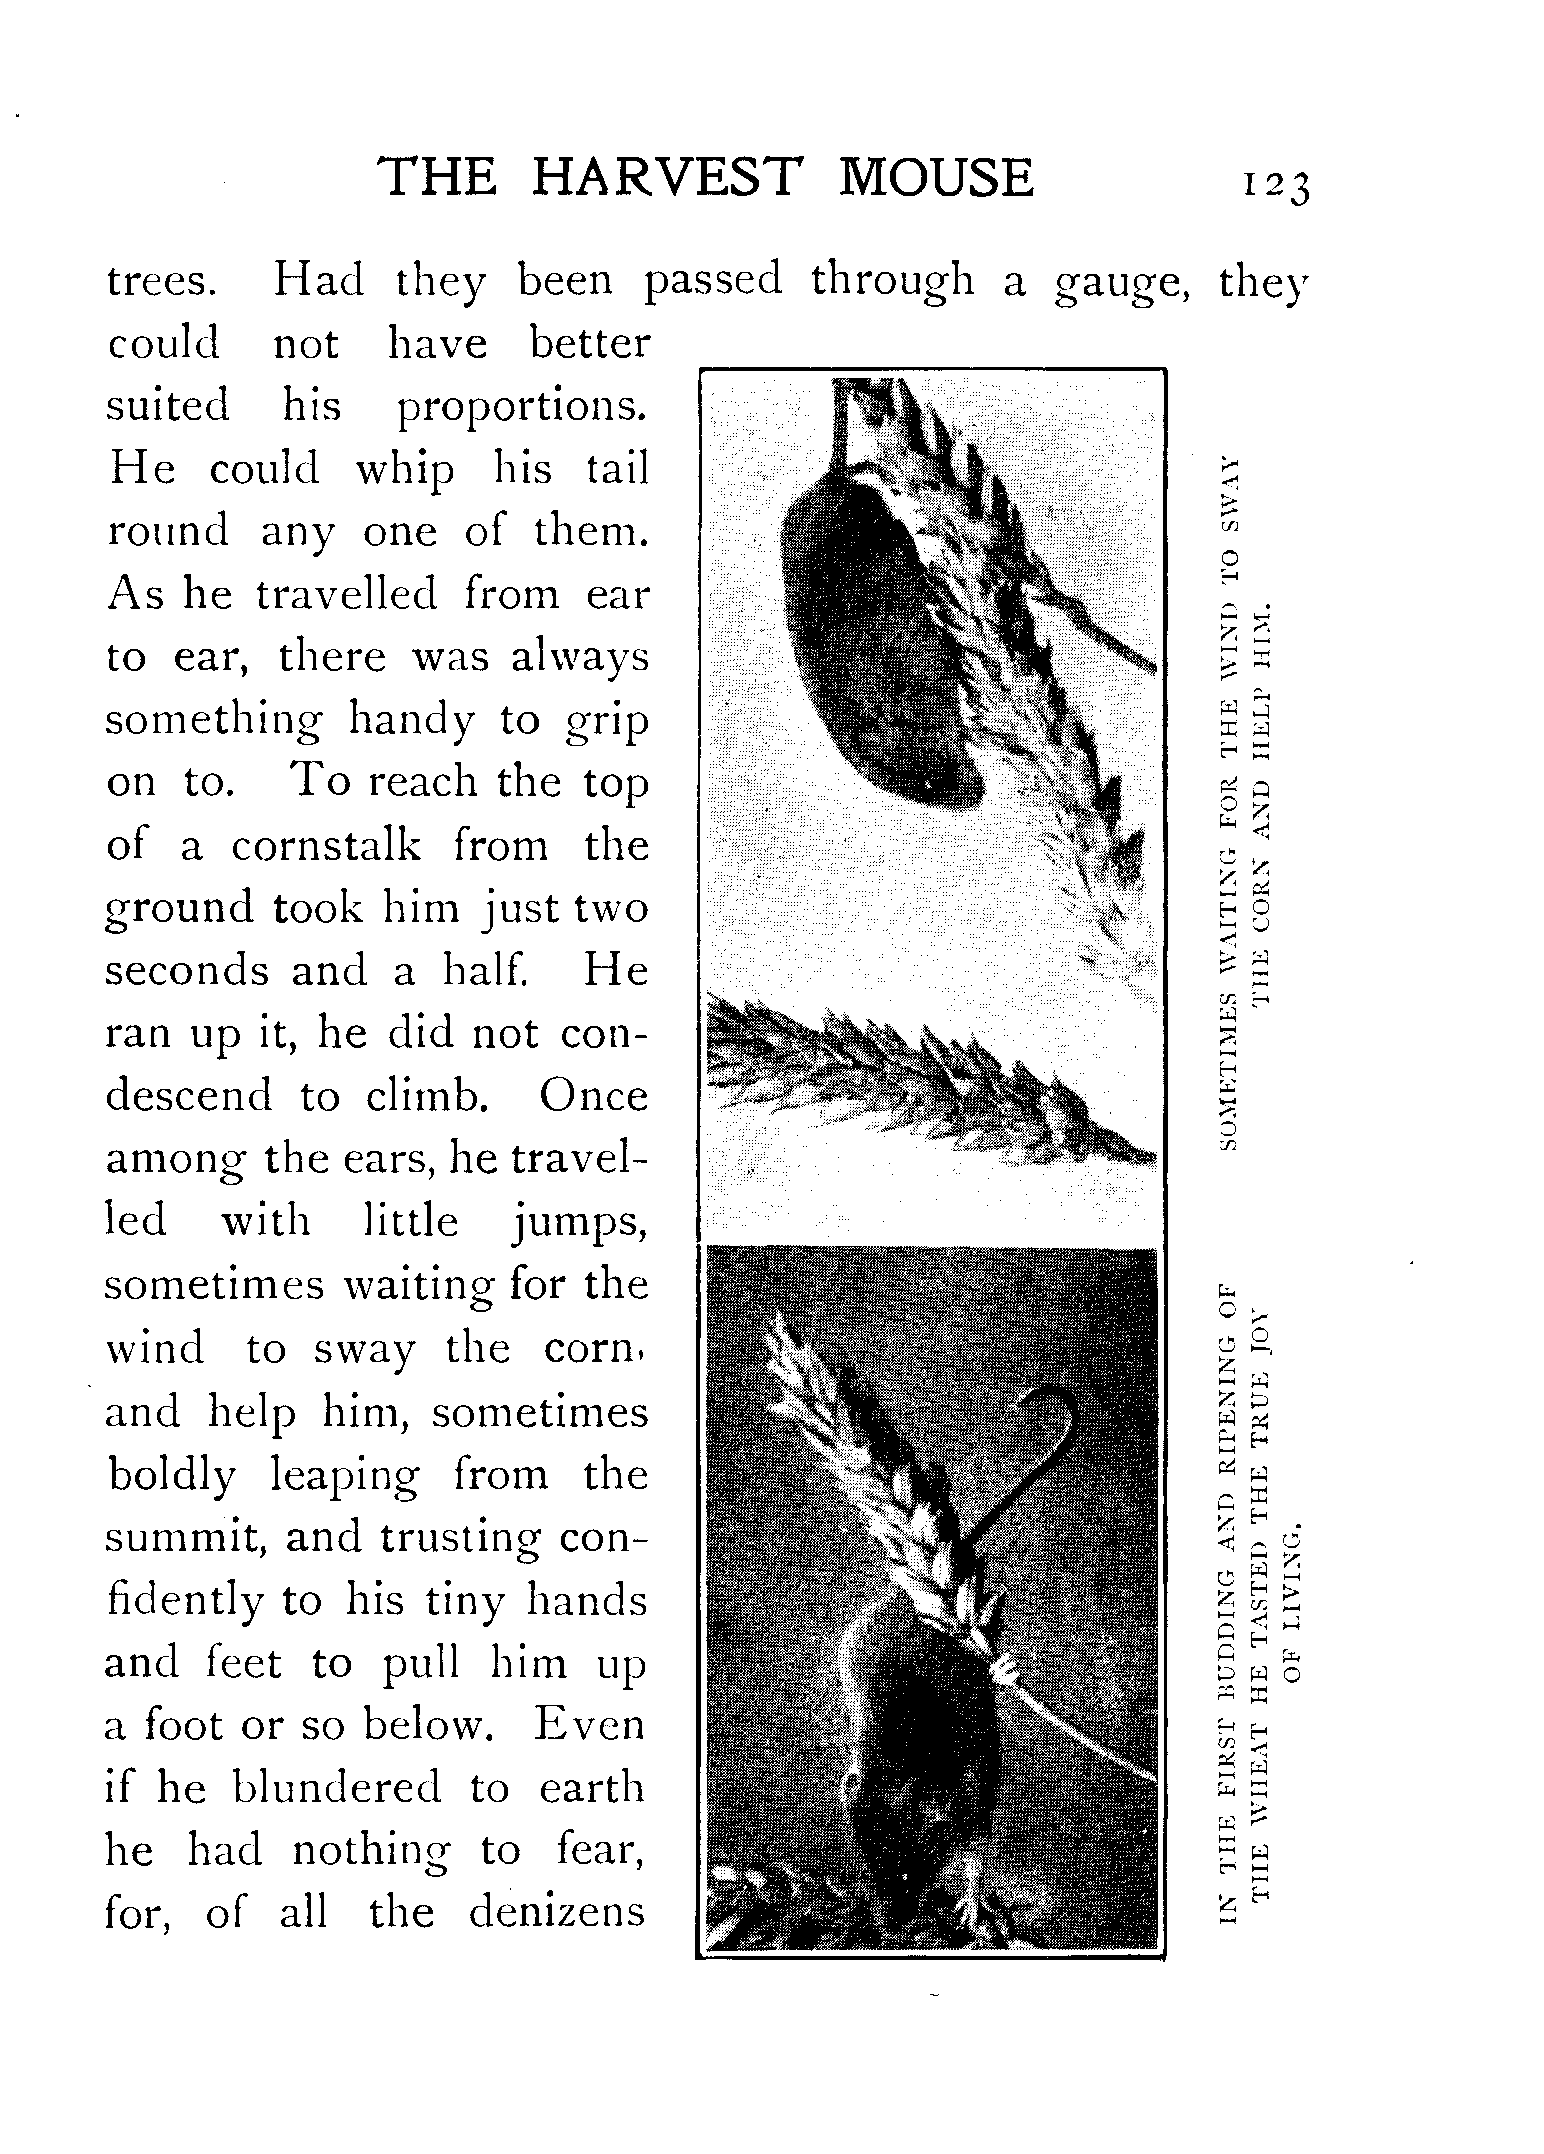 THE HARVEST MOUSE 123
trees. Had they been passed through a gauge, they
could not have better
suited his proportions.
He could whip his tail
round any one of them.
As he travelled from ear
to ear, there was always
something handy to grip
on to. To reach the top
of a cornstalk from the
ground took him just two
seconds and a half. He
ran up it, he did not con-
descend to climb. Once
among the ears, he travel-
led with little jumps,
sometimes waiting for the
wind to sway the corn,
and help him, sometimes
boldly leaping from the
summit, and trusting con-
fidently to his tiny hands
and feet to pull him up
a foot or so below. Even
if he blundered to earth
he had nothing to fear,
for, of all the denizens
SOMETIMES WAITING FOR THE WIND TO SWAY
THE CORN AND HELP HIM.
IN THE FIRST BUDDING AND RIPENING OF
THE WHEAT HE TASTED THE TRUE JOY
OF LIVING.